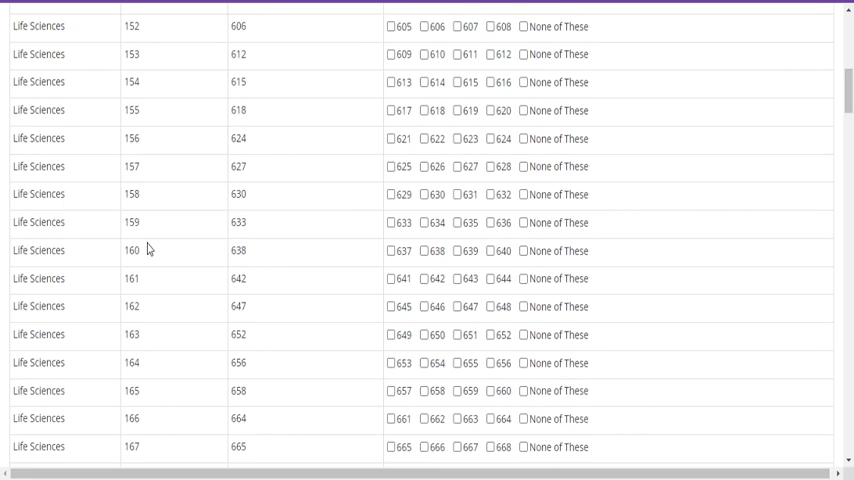 Life Sciences 152 606 605 606 607 608 None of These
Life Sciences 153 612 609 610 611 612 None of These
Life Sciences 154 615 613 614 615 616 None of These
Life Sciences 155 618 617 618 619 620 None of These
Life Sciences 156 624 621 622 623 624 None of These
Life Sciences 157 627 625 626 627 628 None of These
Life Sciences 158 630 629 630 631 632 None of These
Life Sciences 159 633 633 634 635 636 None of These
Life Sciences 160 638 637 638 639 640 None of These
Life Sciences 161 642 641 642 643 644 None of These
Life Sciences 162 647 645 646 647 648 None of These
Life Sciences 163 652 649 650 651 652 None of These
Life Sciences 164 656 653 654 655 656 None of These
Life Sciences 165 658 657 658 659 660 None of These
Life Sciences 166 664 661 662 663 664 None of These
Life Sciences 167 665 665 666 667 668 None of These